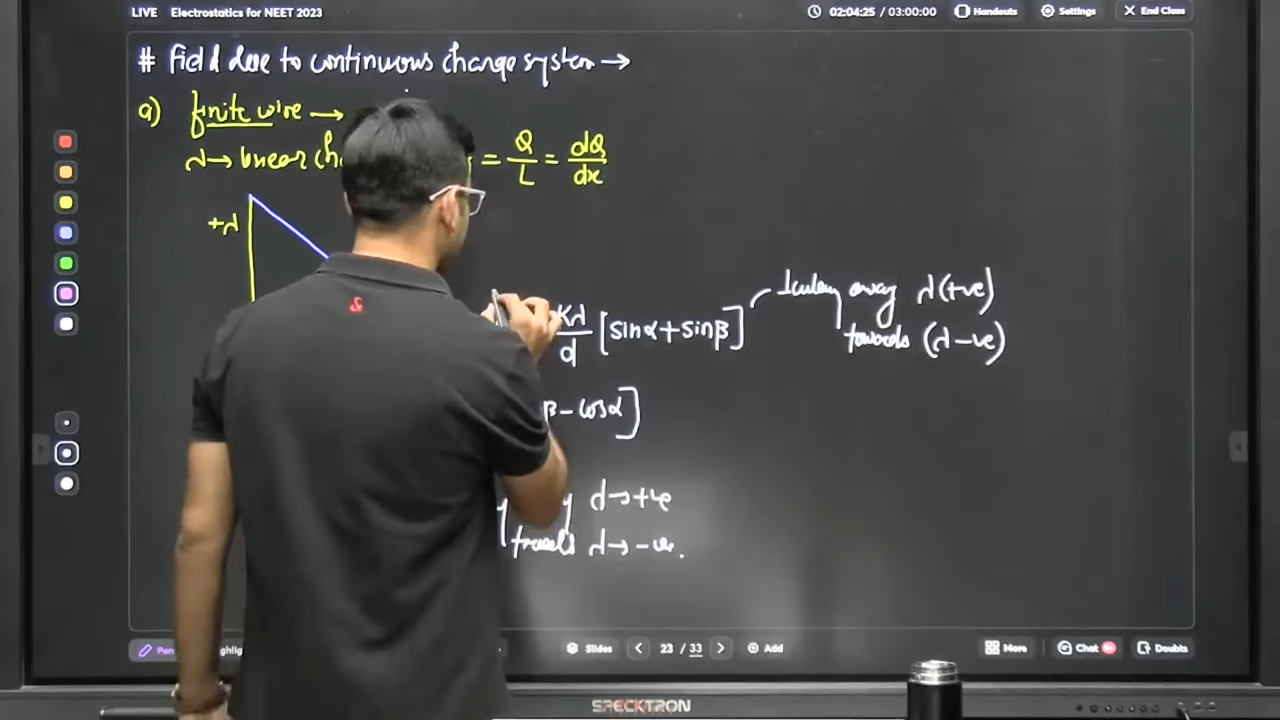 LIVE Electrostatics for NEET 2023 02:04:25 / 03:00:00 Handouts Settings End Class
# Field due to continuous charge system →
a) finite wire →
λ → linear ch = Q/L = dQ/dx
+λ
Kλ/d [sinα + sinβ] away λ(+ve)
towards (λ -ve)
β - cosα]
y λ → +ve
λ → -ve.
Pen Slides 23 / 33 Add More Chat Doubts
SPECKTRON